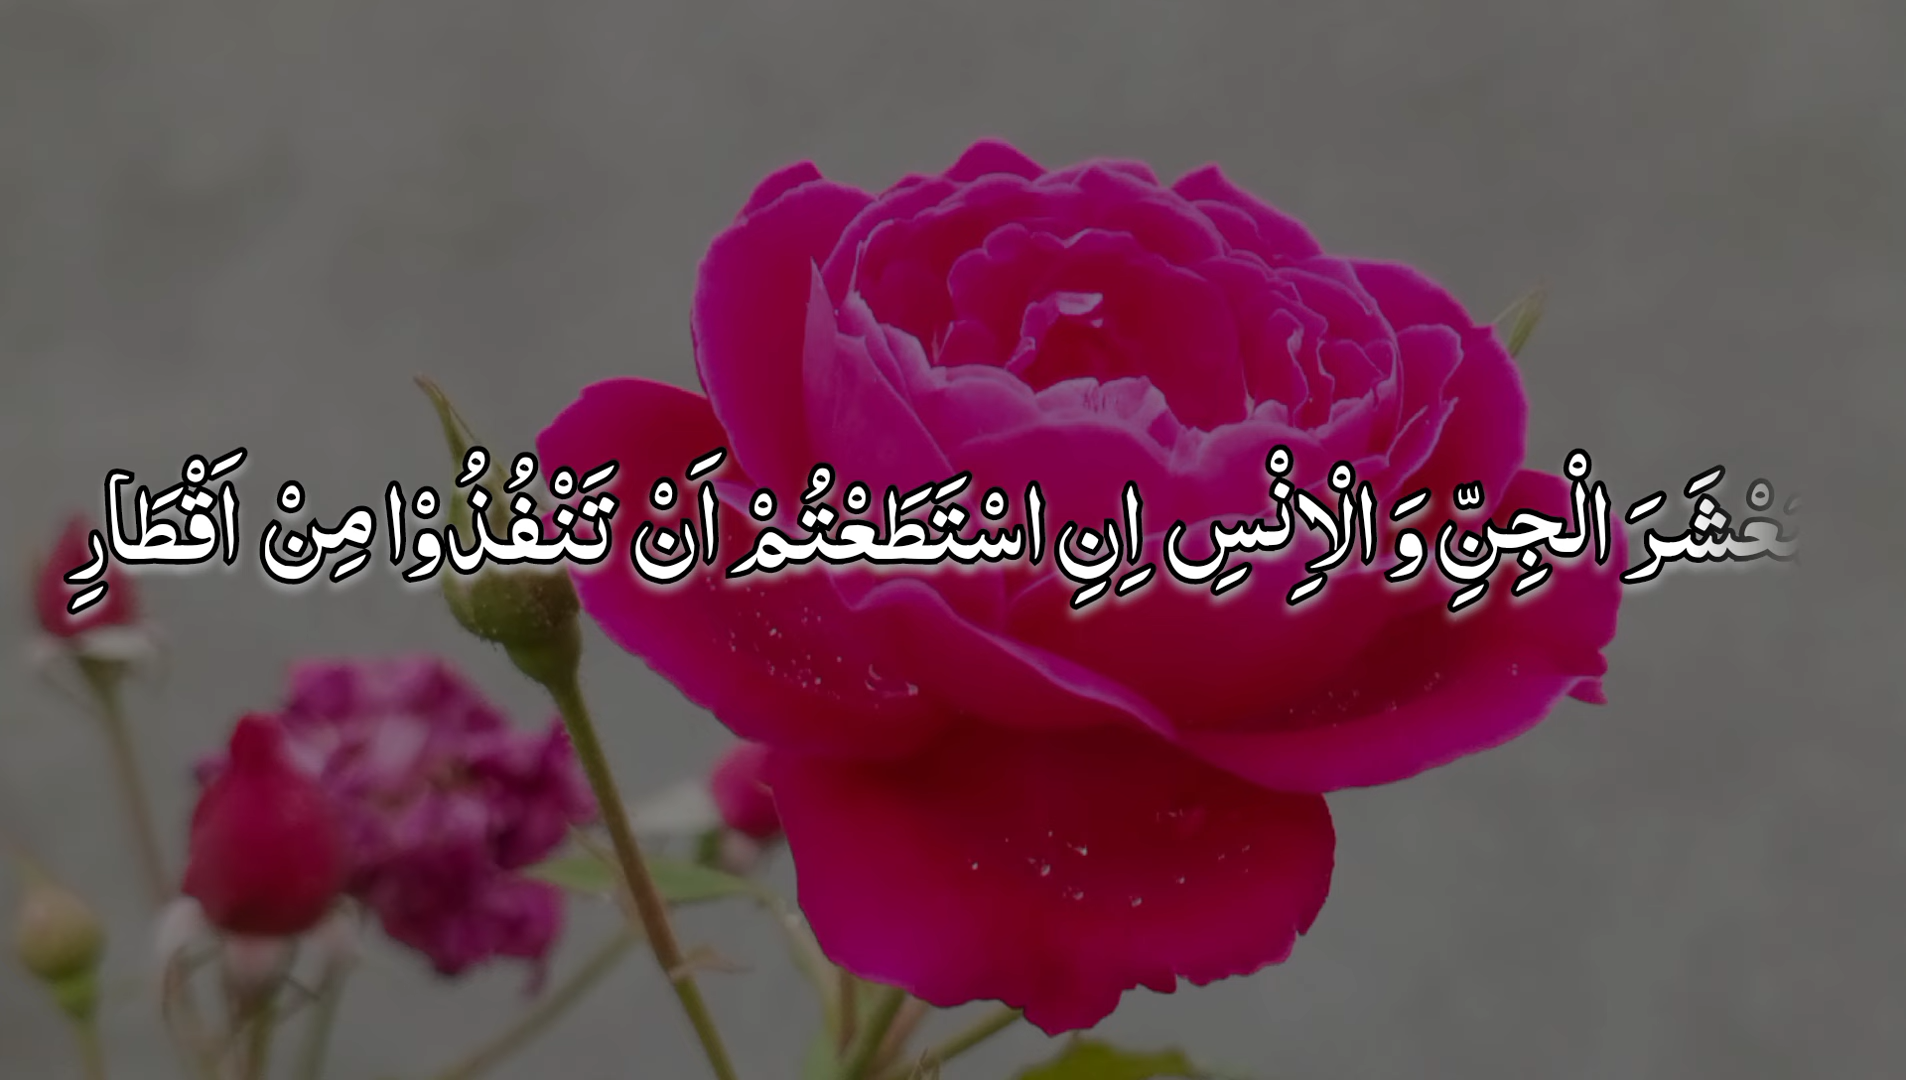 عْشَرَ الْجِنِّ وَ الْاِنْسِ اِنِ اسْتَطَعْتُمْ اَنْ تَنْفُذُوْا مِنْ اَقْطَارِ